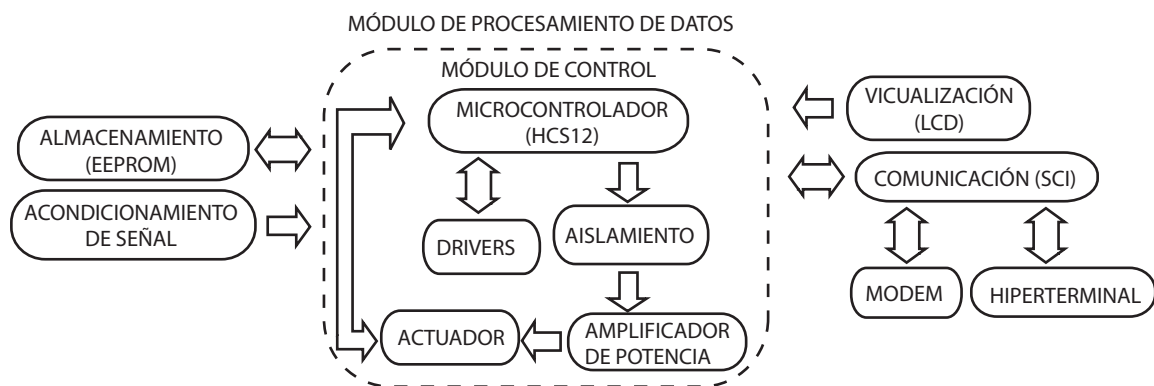 MÓDULO DE PROCESAMIENTO DE DATOS
MÓDULO DE CONTROL
MICROCONTROLADOR
(HCS12)
VICUALIZACIÓN
(LCD)
ALMACENAMIENTO
(EEPROM)
COMUNICACIÓN (SCI)
ACONDICIONAMIENTO
DE SEÑAL
DRIVERS
AISLAMIENTO
MODEM
HIPERTERMINAL
ACTUADOR
AMPLIFICADOR
DE POTENCIA